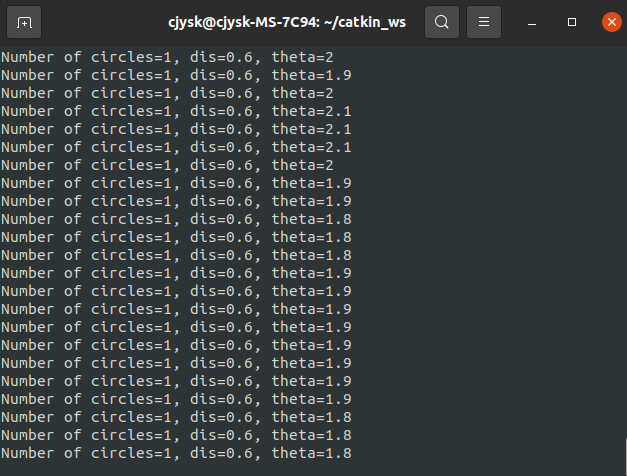 cjysk@cjysk-MS-7C94: ~/catkin_ws
Number of circles=1, dis=0.6, theta=2
Number of circles=1, dis=0.6, theta=1.9
Number of circles=1, dis=0.6, theta=2
Number of circles=1, dis=0.6, theta=2.1
Number of circles=1, dis=0.6, theta=2.1
Number of circles=1, dis=0.6, theta=2.1
Number of circles=1, dis=0.6, theta=2
Number of circles=1, dis=0.6, theta=1.9
Number of circles=1, dis=0.6, theta=1.9
Number of circles=1, dis=0.6, theta=1.8
Number of circles=1, dis=0.6, theta=1.8
Number of circles=1, dis=0.6, theta=1.8
Number of circles=1, dis=0.6, theta=1.9
Number of circles=1, dis=0.6, theta=1.9
Number of circles=1, dis=0.6, theta=1.9
Number of circles=1, dis=0.6, theta=1.9
Number of circles=1, dis=0.6, theta=1.9
Number of circles=1, dis=0.6, theta=1.9
Number of circles=1, dis=0.6, theta=1.9
Number of circles=1, dis=0.6, theta=1.9
Number of circles=1, dis=0.6, theta=1.8
Number of circles=1, dis=0.6, theta=1.8
Number of circles=1, dis=0.6, theta=1.8